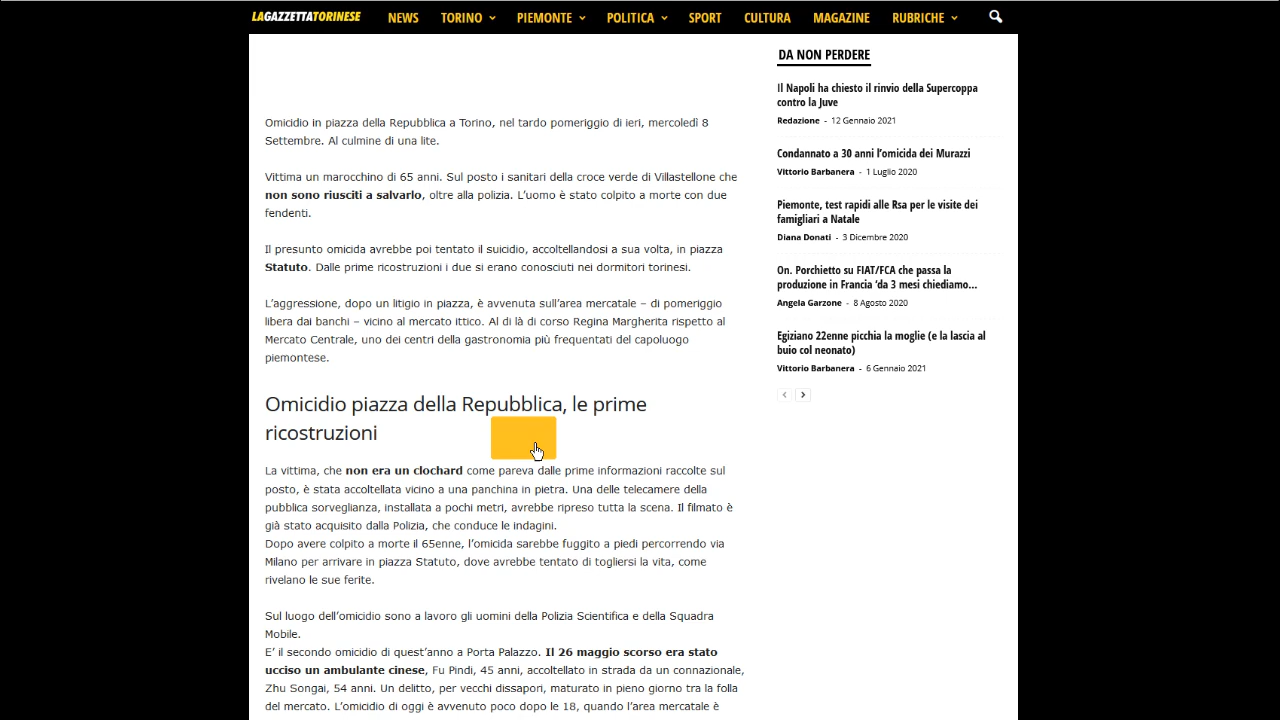 LAGAZZETTATORINESE NEWS TORINO PIEMONTE POLITICA SPORT CULTURA MAGAZINE RUBRICHE
Omicidio in piazza della Repubblica a Torino, nel tardo pomeriggio di ieri, mercoledì 8
Settembre. Al culmine di una lite.
Vittima un marocchino di 65 anni. Sul posto i sanitari della croce verde di Villastellone che
non sono riusciti a salvarlo, oltre alla polizia. L’uomo è stato colpito a morte con due
fendenti.
Il presunto omicida avrebbe poi tentato il suicidio, accoltellandosi a sua volta, in piazza
Statuto. Dalle prime ricostruzioni i due si erano conosciuti nei dormitori torinesi.
L’aggressione, dopo un litigio in piazza, è avvenuta sull’area mercatale – di pomeriggio
libera dai banchi – vicino al mercato ittico. Al di là di corso Regina Margherita rispetto al
Mercato Centrale, uno dei centri della gastronomia più frequentati del capoluogo
piemontese.
Omicidio piazza della Repubblica, le prime
ricostruzioni
La vittima, che non era un clochard come pareva dalle prime informazioni raccolte sul
posto, è stata accoltellata vicino a una panchina in pietra. Una delle telecamere della
pubblica sorveglianza, installata a pochi metri, avrebbe ripreso tutta la scena. Il filmato è
già stato acquisito dalla Polizia, che conduce le indagini.
Dopo avere colpito a morte il 65enne, l’omicida sarebbe fuggito a piedi percorrendo via
Milano per arrivare in piazza Statuto, dove avrebbe tentato di togliersi la vita, come
rivelano le sue ferite.
Sul luogo dell’omicidio sono a lavoro gli uomini della Polizia Scientifica e della Squadra
Mobile.
E’ il secondo omicidio di quest’anno a Porta Palazzo. Il 26 maggio scorso era stato
ucciso un ambulante cinese, Fu Pindi, 45 anni, accoltellato in strada da un connazionale,
Zhu Songai, 54 anni. Un delitto, per vecchi dissapori, maturato in pieno giorno tra la folla
del mercato. L’omicidio di oggi è avvenuto poco dopo le 18, quando l’area mercatale è
DA NON PERDERE
Il Napoli ha chiesto il rinvio della Supercoppa
contro la Juve
Redazione - 12 Gennaio 2021
Condannato a 30 anni l’omicida dei Murazzi
Vittorio Barbanera - 1 Luglio 2020
Piemonte, test rapidi alle Rsa per le visite dei
famigliari a Natale
Diana Donati - 3 Dicembre 2020
On. Porchietto su FIAT/FCA che passa la
produzione in Francia ‘da 3 mesi chiediamo...
Angela Garzone - 8 Agosto 2020
Egiziano 22enne picchia la moglie (e la lascia al
buio col neonato)
Vittorio Barbanera - 6 Gennaio 2021